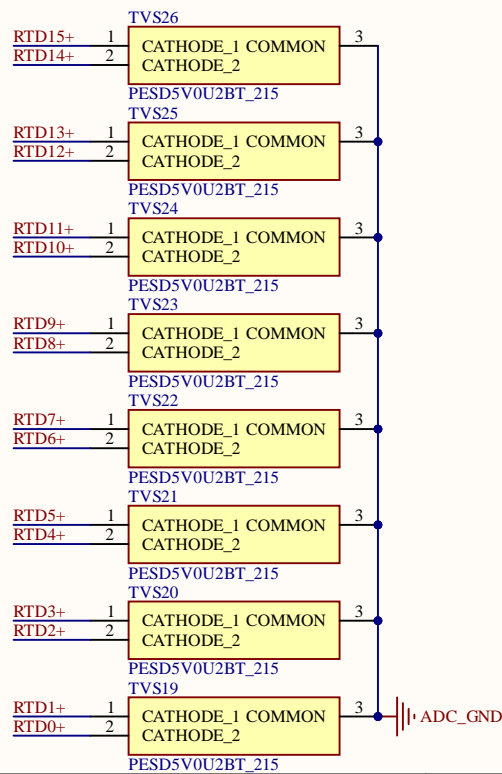 TVS26
RTD15+ 1 CATHODE_1 COMMON 3
RTD14+ 2 CATHODE_2
PESD5V0U2BT_215
TVS25
RTD13+ 1 CATHODE_1 COMMON 3
RTD12+ 2 CATHODE_2
PESD5V0U2BT_215
TVS24
RTD11+ 1 CATHODE_1 COMMON 3
RTD10+ 2 CATHODE_2
PESD5V0U2BT_215
TVS23
RTD9+ 1 CATHODE_1 COMMON 3
RTD8+ 2 CATHODE_2
PESD5V0U2BT_215
TVS22
RTD7+ 1 CATHODE_1 COMMON 3
RTD6+ 2 CATHODE_2
PESD5V0U2BT_215
TVS21
RTD5+ 1 CATHODE_1 COMMON 3
RTD4+ 2 CATHODE_2
PESD5V0U2BT_215
TVS20
RTD3+ 1 CATHODE_1 COMMON 3
RTD2+ 2 CATHODE_2
PESD5V0U2BT_215
TVS19
RTD1+ 1 CATHODE_1 COMMON 3 ADC_GND
RTD0+ 2 CATHODE_2
PESD5V0U2BT_215